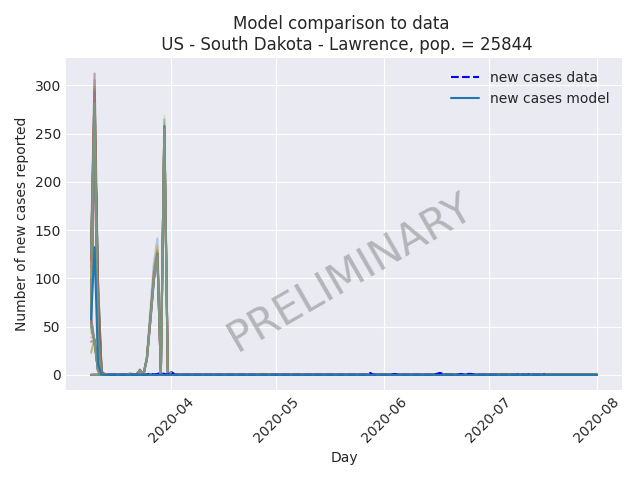 Model comparison to data
US - South Dakota - Lawrence, pop. = 25844
new cases data
new cases model
Number of new cases reported
300
250
200
150
100
50
0
PRELIMINARY
2020-04
2020-05
2020-06
2020-07
2020-08
Day